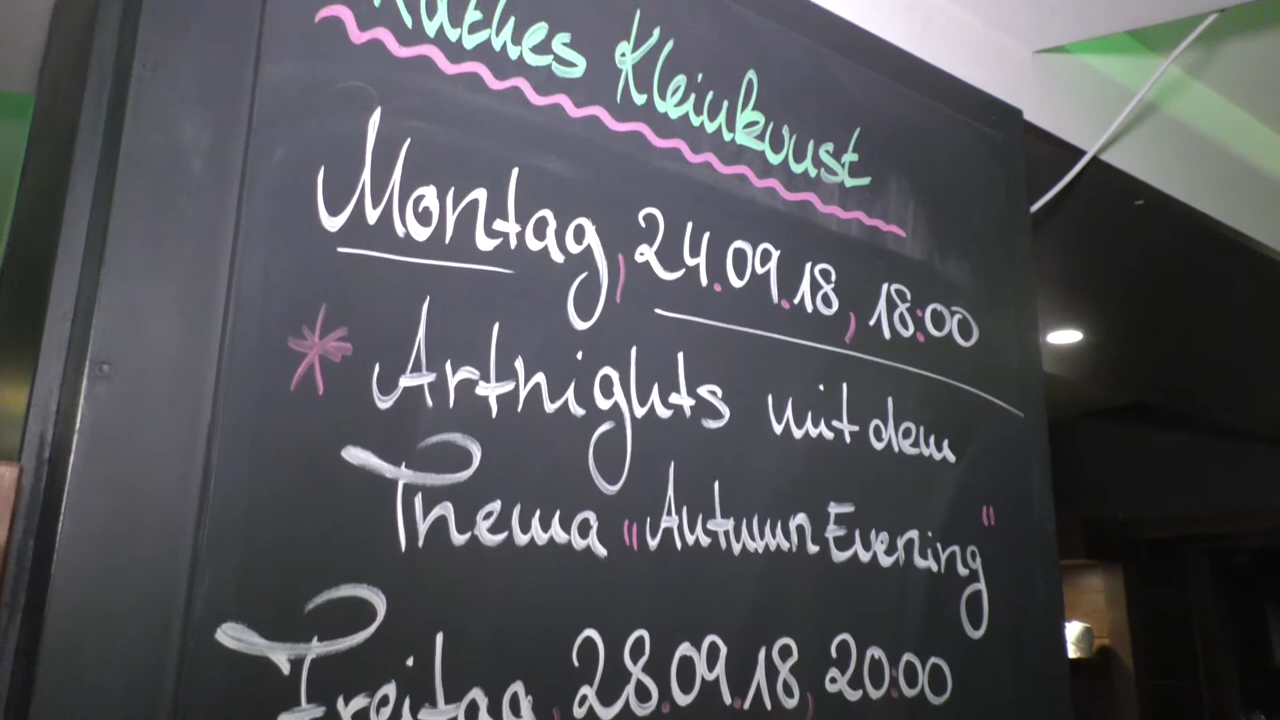 Käthes Kleinkunst
Montag, 24.09.18, 18:00
* Artnights mit dem
Thema "Autumn Evening"
Freitag, 28.09.18, 20:00